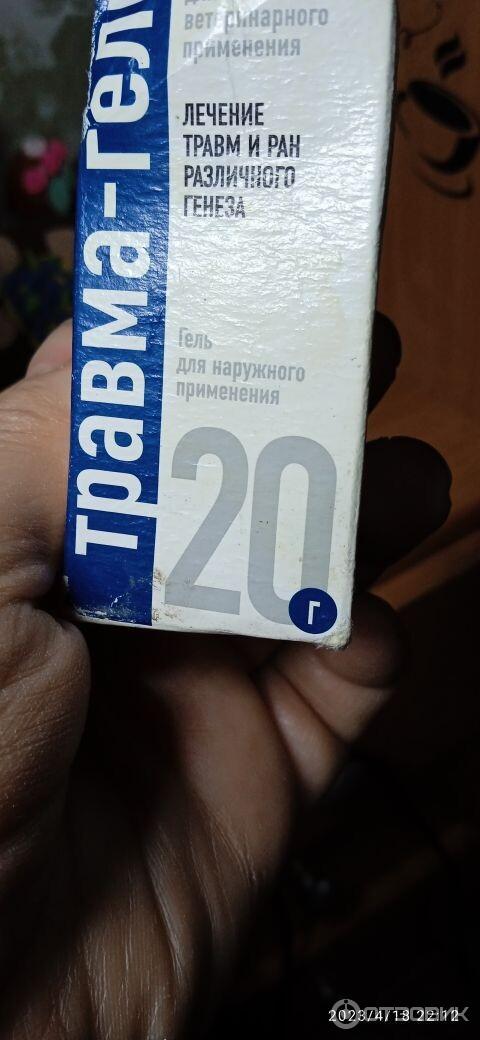 ветеринарного
применения
ЛЕЧЕНИЕ
ТРАВМ И РАН
РАЗЛИЧНОГО
ГЕНЕЗА
Травма-гель
Гель
для наружного
применения
20
Г
2023/4/18 22:12
ОТЗОВИК